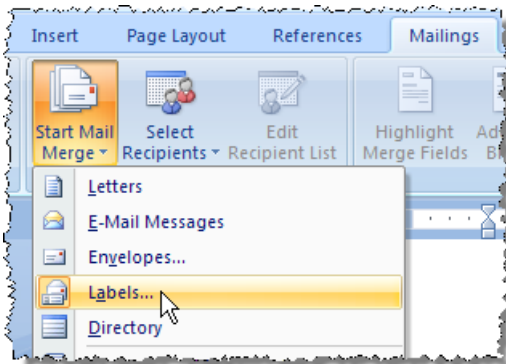 Insert Page Layout References Mailings
Start Mail Merge Select Recipients Edit Recipient List Highlight Merge Fields
Letters
E-Mail Messages
Envelopes...
Labels...
Directory